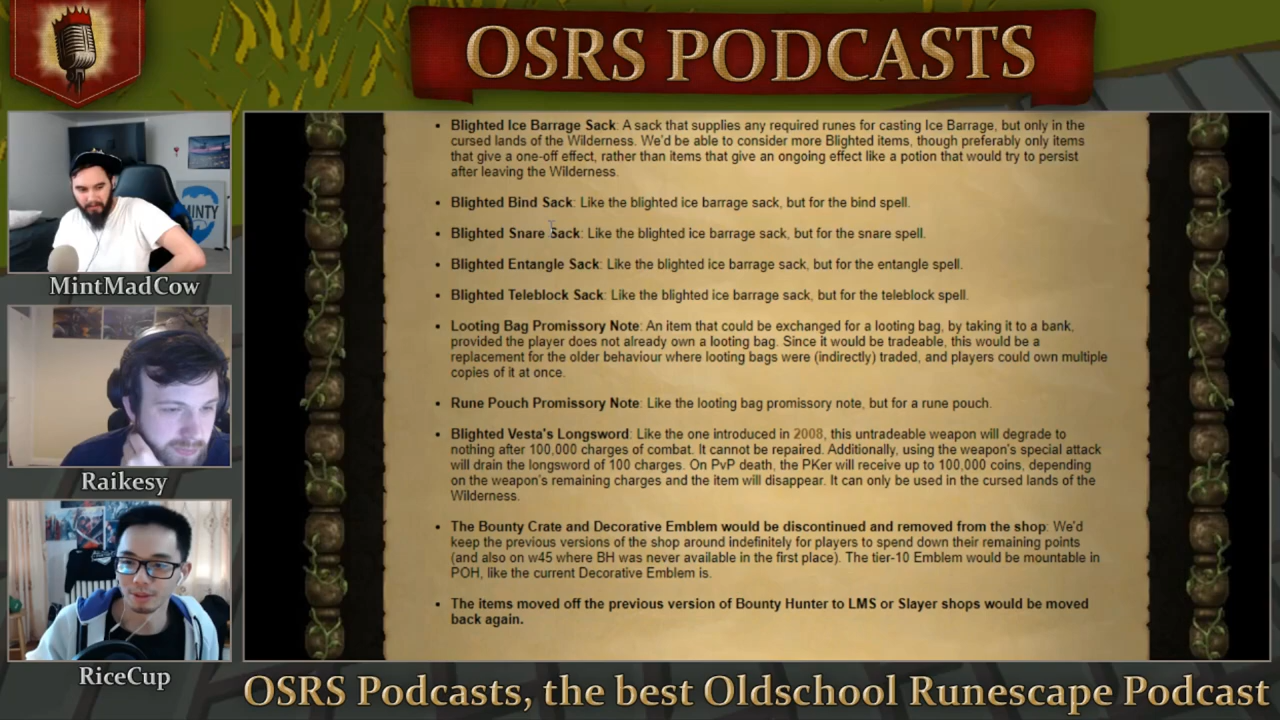 OSRS PODCASTS
MINTY
MintMadCow
Raikesy
RiceCup
• Blighted Ice Barrage Sack: A sack that supplies any required runes for casting Ice Barrage, but only in the
cursed lands of the Wilderness. We'd be able to consider more Blighted items, though preferably only items
that give a one-off effect, rather than items that give an ongoing effect like a potion that would try to persist
after leaving the Wilderness.
• Blighted Bind Sack: Like the blighted ice barrage sack, but for the bind spell.
• Blighted Snare Sack: Like the blighted ice barrage sack, but for the snare spell.
• Blighted Entangle Sack: Like the blighted ice barrage sack, but for the entangle spell.
• Blighted Teleblock Sack: Like the blighted ice barrage sack, but for the teleblock spell.
• Looting Bag Promissory Note: An item that could be exchanged for a looting bag, by taking it to a bank,
provided the player does not already own a looting bag. Since it would be tradeable, this would be a
replacement for the older behaviour where looting bags were (indirectly) traded, and players could own multiple
copies of it at once.
• Rune Pouch Promissory Note: Like the looting bag promissory note, but for a rune pouch.
• Blighted Vesta's Longsword: Like the one introduced in 2008, this untradeable weapon will degrade to
nothing after 100,000 charges of combat. It cannot be repaired. Additionally, using the weapon's special attack
will drain the longsword of 100 charges. On PvP death, the PKer will receive up to 100,000 coins, depending
on the weapon's remaining charges and the item will disappear. It can only be used in the cursed lands of the
Wilderness.
• The Bounty Crate and Decorative Emblem would be discontinued and removed from the shop: We'd
keep the previous versions of the shop around indefinitely for players to spend down their remaining points
(and also on w45 where BH was never available in the first place). The tier-10 Emblem would be mountable in
POH, like the current Decorative Emblem is.
• The items moved off the previous version of Bounty Hunter to LMS or Slayer shops would be moved
back again.
OSRS Podcasts, the best Oldschool Runescape Podcast